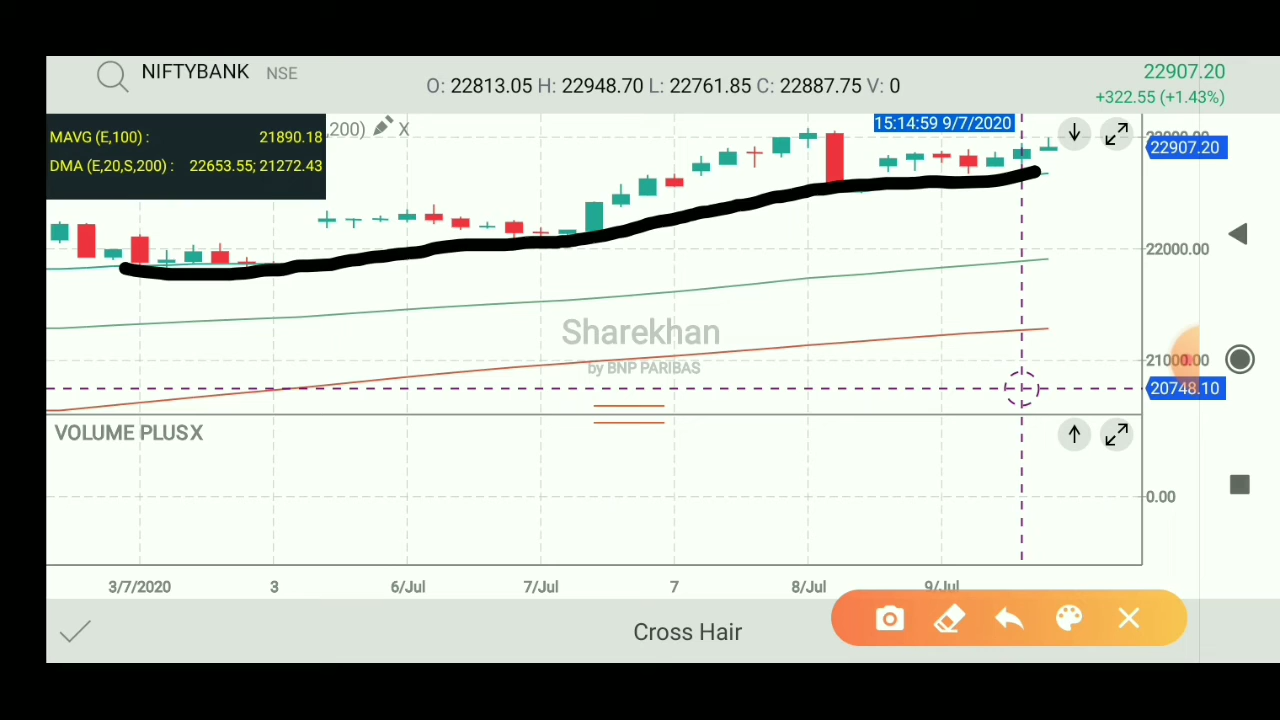 NIFTYBANK NSE
O: 22813.05 H: 22948.70 L: 22761.85 C: 22887.75 V: 0
22907.20
+322.55 (+1.43%)
MAVG (E,100) : 21890.18
DMA (E,20,S,200) : 22653.55; 21272.43
,200) X
15:14:59 9/7/2020
22907.20
22000.00
Sharekhan
by BNP PARIBAS
21000.00
20748.10
VOLUME PLUSX
0.00
3/7/2020 3 6/Jul 7/Jul 7 8/Jul 9/Jul
Cross Hair